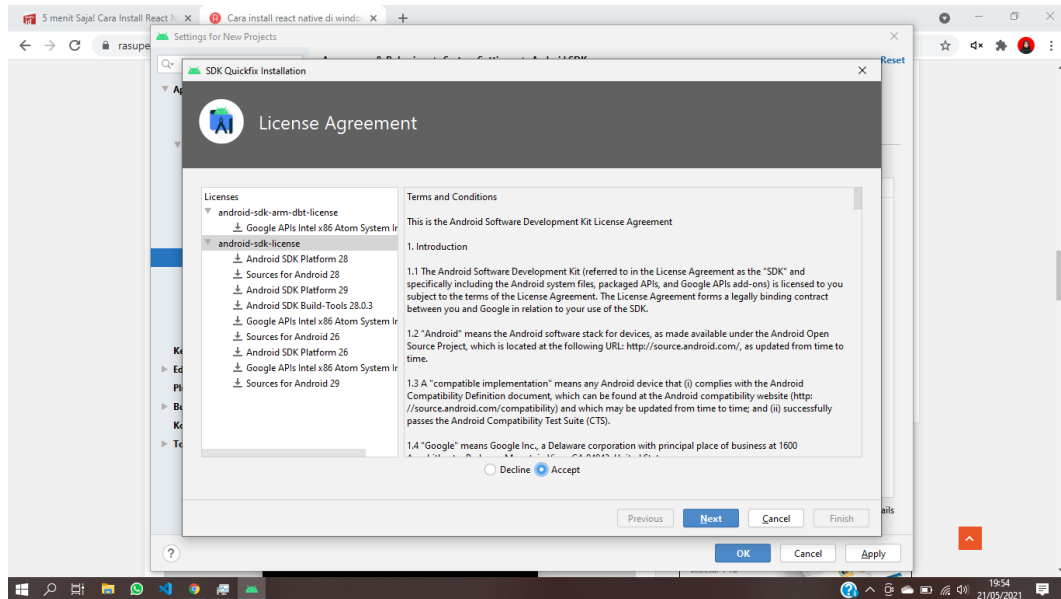 5 menit Saja! Cara Install React N
Cara install react native di windo
rasupe
Settings for New Projects
Reset
SDK Quickfix Installation
License Agreement
Licenses
android-sdk-arm-dbt-license
Google APIs Intel x86 Atom System Ir
android-sdk-license
Android SDK Platform 28
Sources for Android 28
Android SDK Platform 29
Android SDK Build-Tools 28.0.3
Google APIs Intel x86 Atom System Ir
Sources for Android 26
Android SDK Platform 26
Google APIs Intel x86 Atom System Ir
Sources for Android 29
Terms and Conditions
This is the Android Software Development Kit License Agreement
1. Introduction
1.1 The Android Software Development Kit (referred to in the License Agreement as the "SDK" and
specifically including the Android system files, packaged APIs, and Google APIs add-ons) is licensed to you
subject to the terms of the License Agreement. The License Agreement forms a legally binding contract
between you and Google in relation to your use of the SDK.
1.2 "Android" means the Android software stack for devices, as made available under the Android Open
Source Project, which is located at the following URL: http://source.android.com/, as updated from time to
time.
1.3 A "compatible implementation" means any Android device that (i) complies with the Android
Compatibility Definition document, which can be found at the Android compatibility website (http:
//source.android.com/compatibility) and which may be updated from time to time; and (ii) successfully
passes the Android Compatibility Test Suite (CTS).
1.4 "Google" means Google Inc., a Delaware corporation with principal place of business at 1600
Decline Accept
Previous Next Cancel Finish
ails
? OK Cancel Apply
19:54
21/05/2021